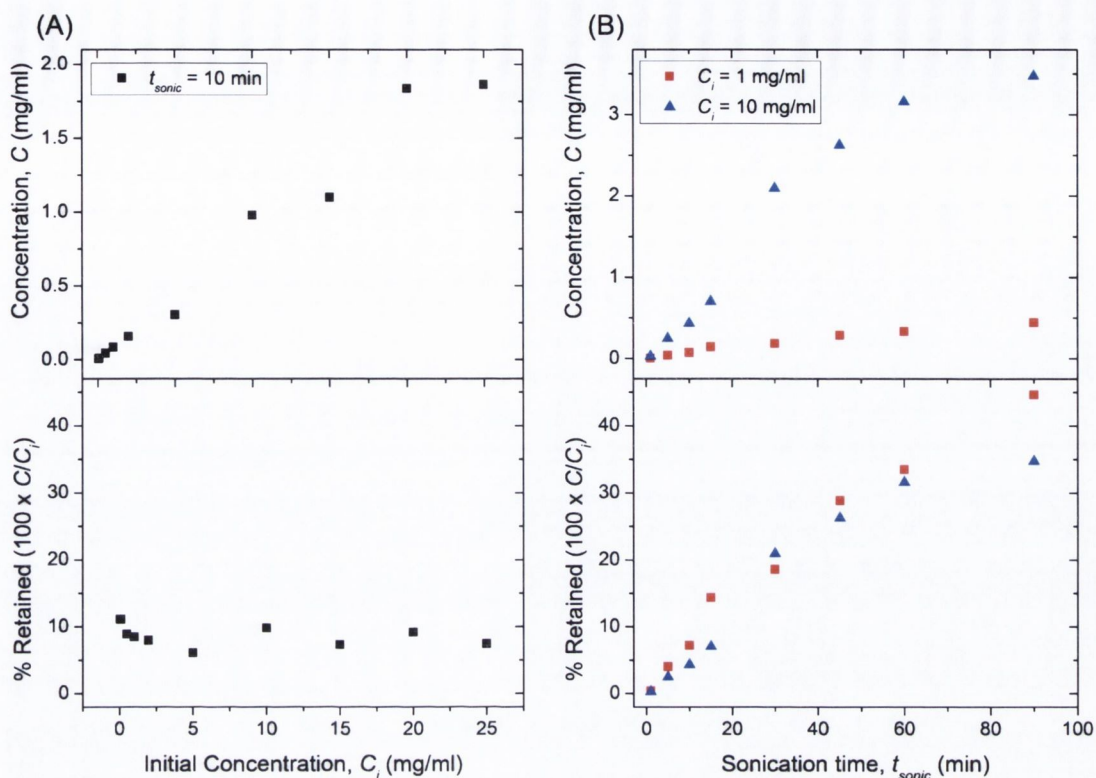 (A)
t_sonic = 10 min
Concentration, C (mg/ml)
2.0
1.5
1.0
0.5
0.0
% Retained (100 x C/C_i)
40
30
20
10
0
0 5 10 15 20 25
Initial Concentration, C_i (mg/ml)
(B)
C_i = 1 mg/ml
C_i = 10 mg/ml
Concentration, C (mg/ml)
3
2
1
0
% Retained (100 x C/C_i)
40
30
20
10
0
0 20 40 60 80 100
Sonication time, t_sonic (min)